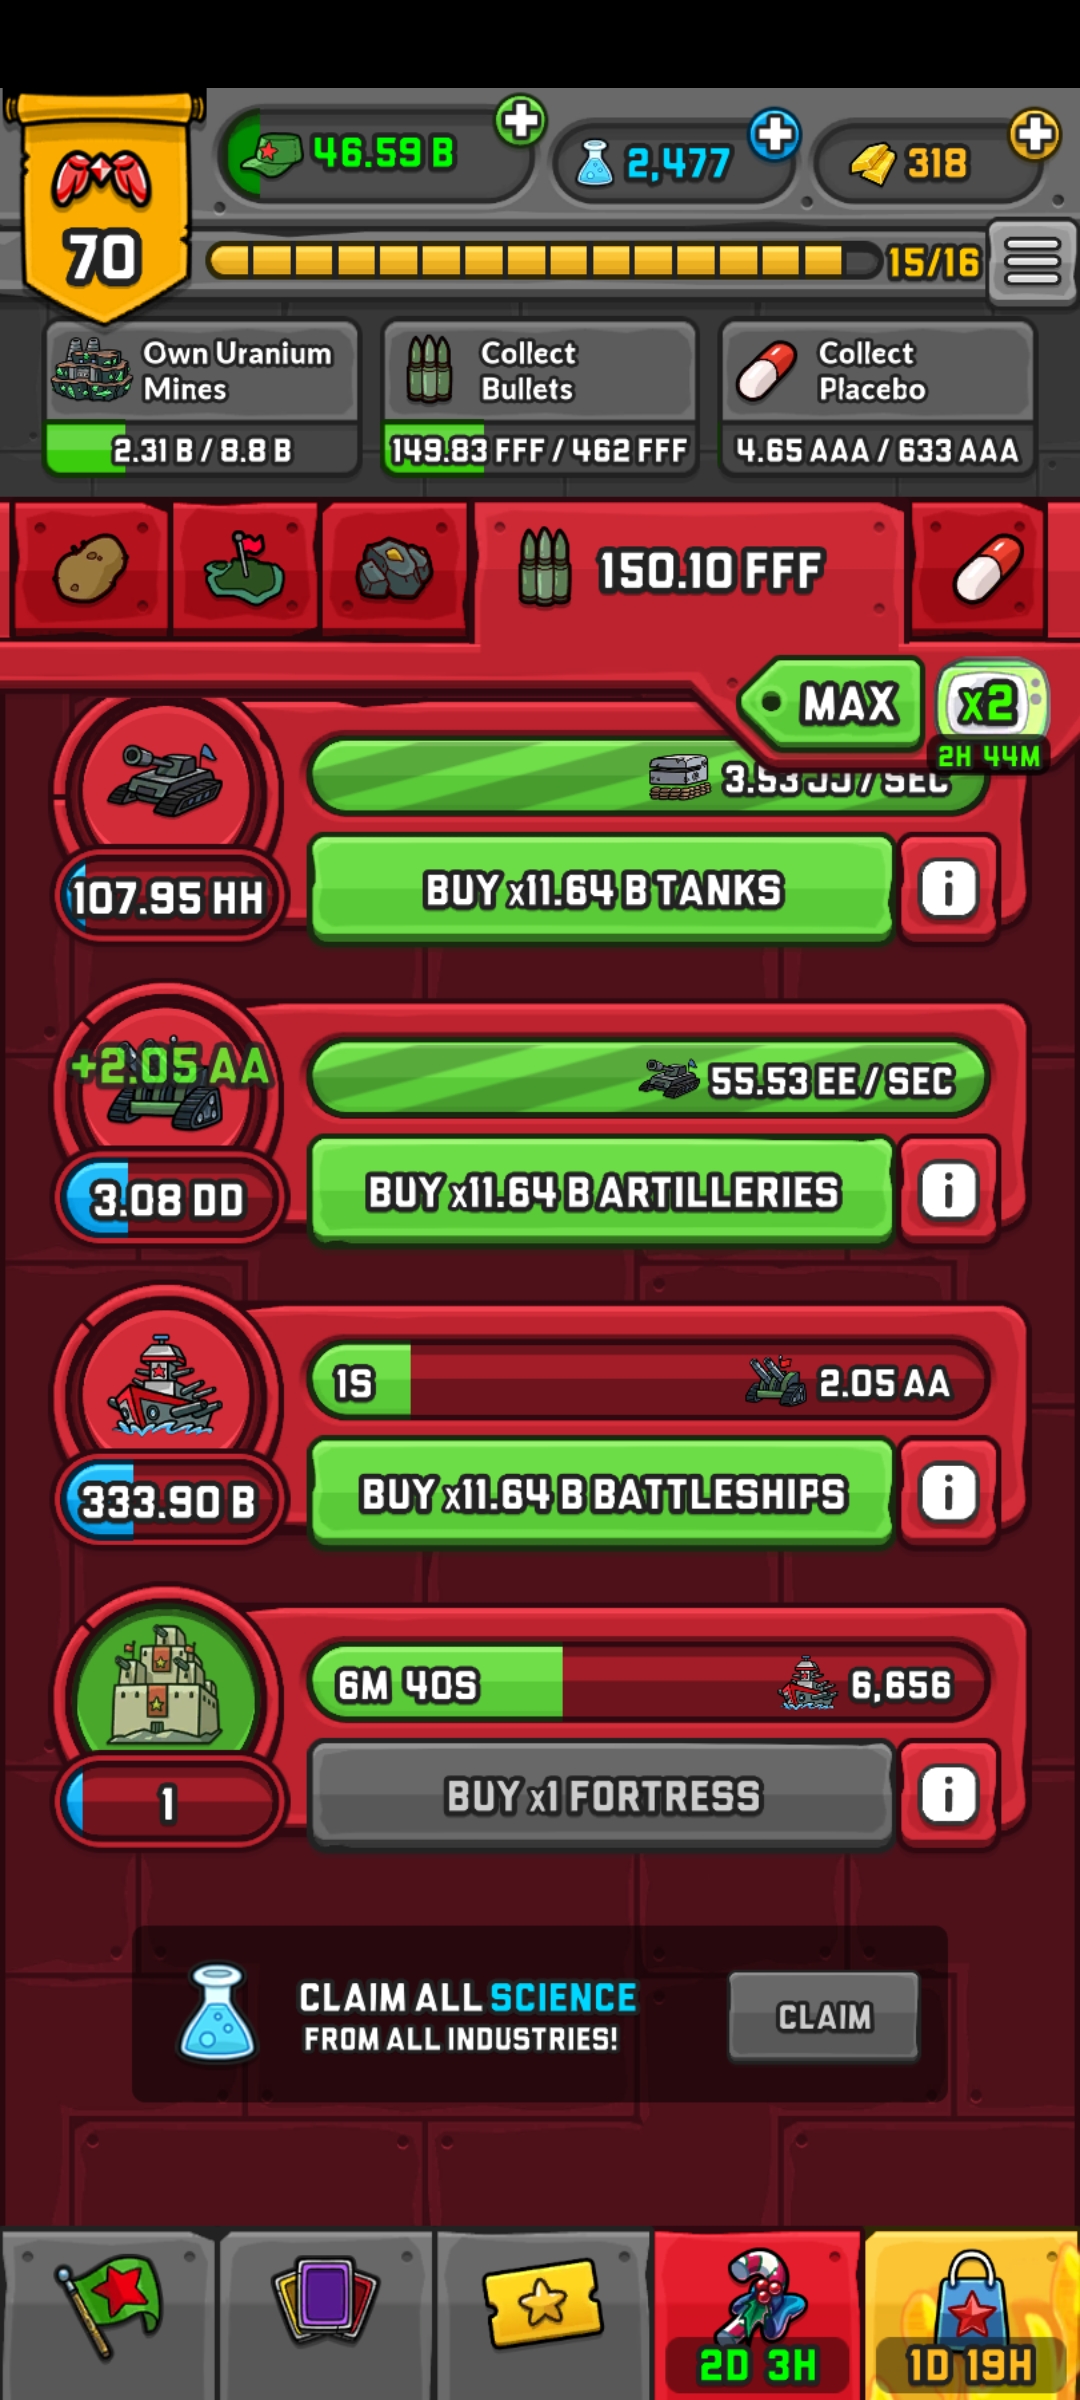 46.59 B
2,477
318
70
15/16
Own Uranium
Mines
2.31 B / 8.8 B
Collect
Bullets
149.83 FFF / 462 FFF
Collect
Placebo
4.65 AAA / 633 AAA
150.10 FFF
MAX
x2
2H 44M
3.53 JJ / SEC
107.95 HH
BUY x11.64 B TANKS
i
+2.05 AA
55.53 EE / SEC
3.08 DD
BUY x11.64 B ARTILLERIES
i
1S
2.05 AA
333.90 B
BUY x11.64 B BATTLESHIPS
i
6M 40S
6,656
1
BUY x1 FORTRESS
i
CLAIM ALL SCIENCE
FROM ALL INDUSTRIES!
CLAIM
2D 3H
1D 19H